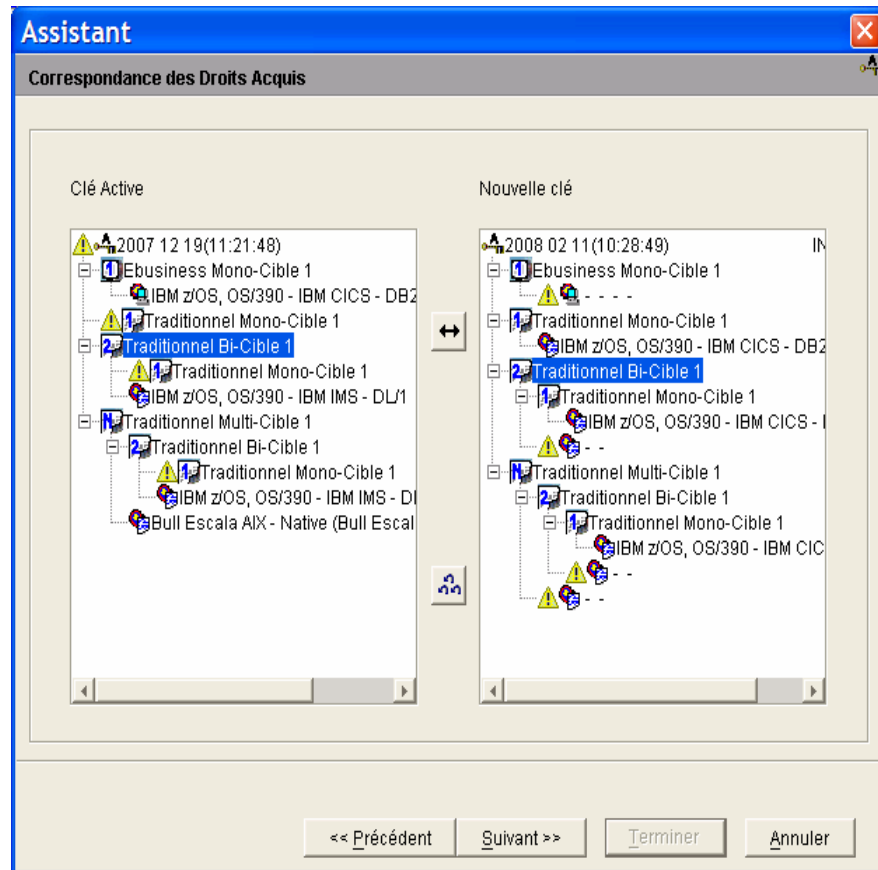 Assistant
Correspondance des Droits Acquis
Clé Active
2007 12 19(11:21:48)
Ebusiness Mono-Cible 1
IBM z/OS, OS/390 - IBM CICS - DB2
Traditionnel Mono-Cible 1
Traditionnel Bi-Cible 1
Traditionnel Mono-Cible 1
IBM z/OS, OS/390 - IBM IMS - DL/1
Traditionnel Multi-Cible 1
Traditionnel Bi-Cible 1
Traditionnel Mono-Cible 1
IBM z/OS, OS/390 - IBM IMS - Dl
Bull Escala AIX - Native (Bull Escal
Nouvelle clé
2008 02 11(10:28:49) IN
Ebusiness Mono-Cible 1
- - - -
Traditionnel Mono-Cible 1
IBM z/OS, OS/390 - IBM CICS - DB2
Traditionnel Bi-Cible 1
Traditionnel Mono-Cible 1
IBM z/OS, OS/390 - IBM CICS - I
- -
Traditionnel Multi-Cible 1
Traditionnel Bi-Cible 1
Traditionnel Mono-Cible 1
IBM z/OS, OS/390 - IBM CIC
- -
- -
<< Précédent
Suivant >>
Terminer
Annuler